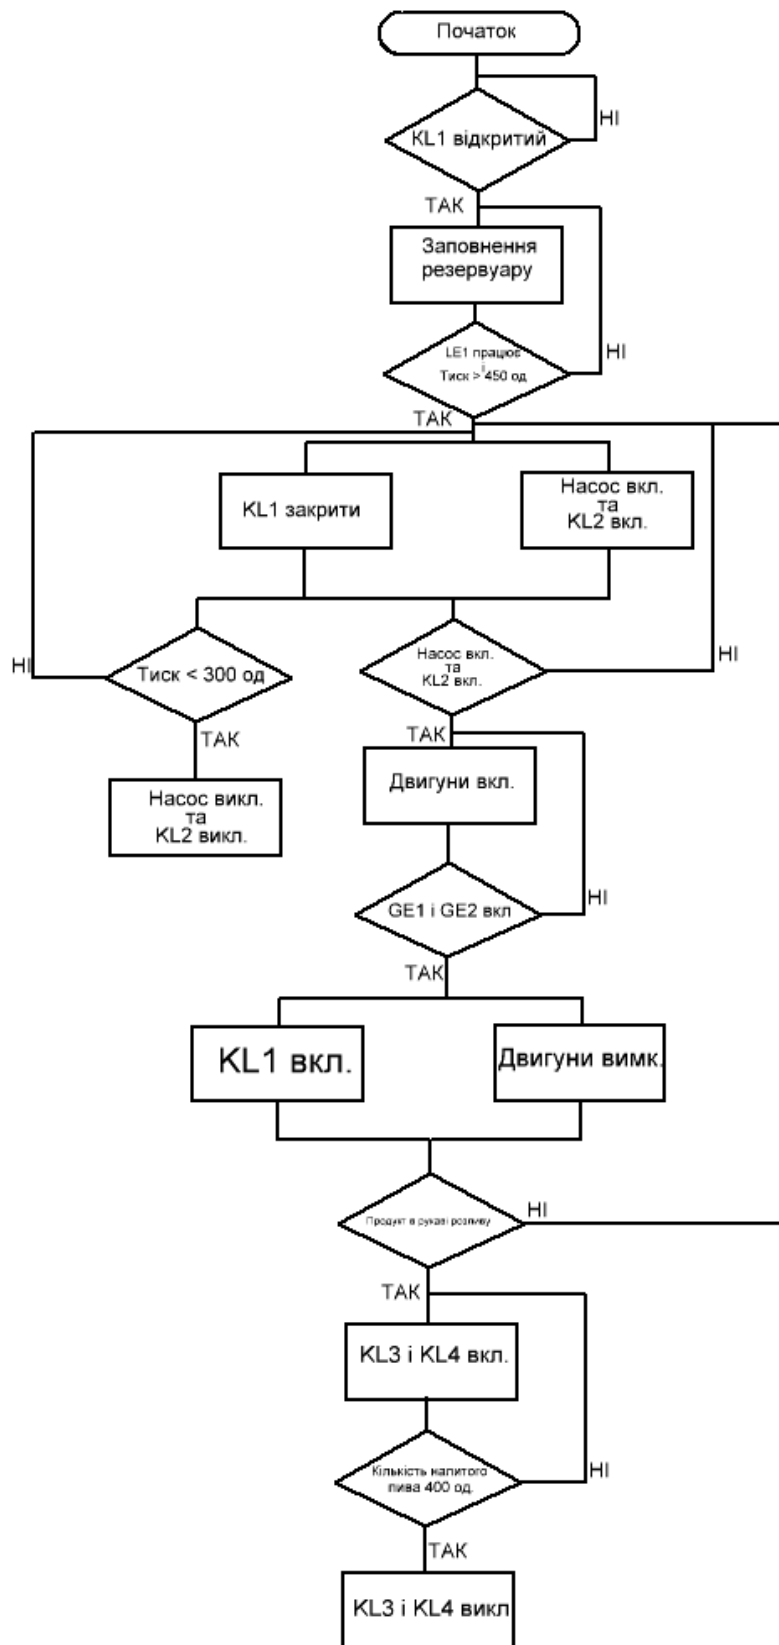 Початок
НІ
KL1 відкритий
ТАК
Заповнення
резервуару
LE1 працює
і
Тиск > 450 од
НІ
ТАК
KL1 закрити
Насос вкл.
та
KL2 вкл.
НІ
Тиск < 300 од
Насос вкл.
та
KL2 вкл.
НІ
ТАК
ТАК
Насос викл.
та
KL2 викл.
Двигуни вкл.
GE1 і GE2 вкл
НІ
ТАК
KL1 вкл.
Двигуни вимк.
Продукт в рукаві розливу
НІ
ТАК
KL3 і KL4 вкл.
Кількість налитого
пива 400 од.
НІ
ТАК
KL3 і KL4 викл